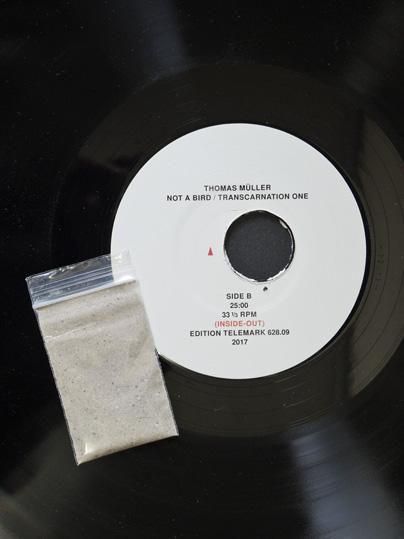 THOMAS MÜLLER
NOT A BIRD / TRANSCARNATION ONE
SIDE B
25:00
33 ⅓ RPM
(INSIDE-OUT)
EDITION TELEMARK 628.09
2017